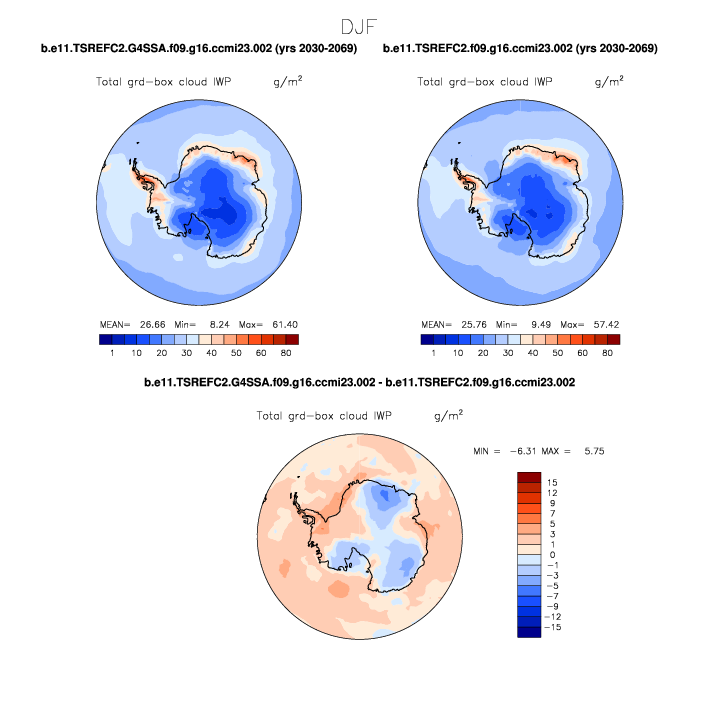 DJF
b.e11.TSREFC2.G4SSA.f09.g16.ccmi23.002 (yrs 2030-2069) b.e11.TSREFC2.f09.g16.ccmi23.002 (yrs 2030-2069)
Total grd-box cloud IWP g/m² Total grd-box cloud IWP g/m²
MEAN= 26.66 Min= 8.24 Max= 61.40 MEAN= 25.76 Min= 9.49 Max= 57.42
1 10 20 30 40 50 60 80 1 10 20 30 40 50 60 80
b.e11.TSREFC2.G4SSA.f09.g16.ccmi23.002 - b.e11.TSREFC2.f09.g16.ccmi23.002
Total grd-box cloud IWP g/m²
MIN = -6.31 MAX = 5.75
15
12
9
7
5
3
1
0
-1
-3
-5
-7
-9
-12
-15